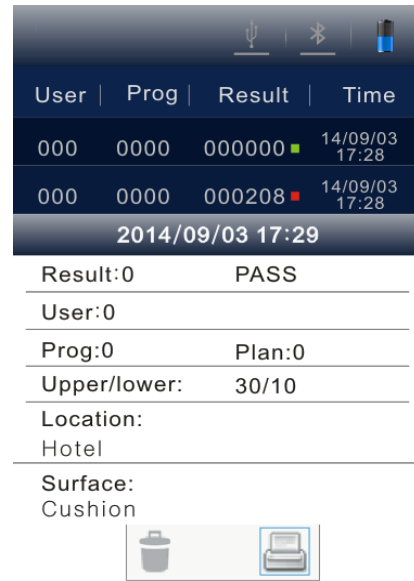 User | Prog | Result | Time
000 0000 000000 14/09/03 17:28
000 0000 000208 14/09/03 17:28
2014/09/03 17:29
Result:0 PASS
User:0
Prog:0 Plan:0
Upper/lower: 30/10
Location:
Hotel
Surface:
Cushion